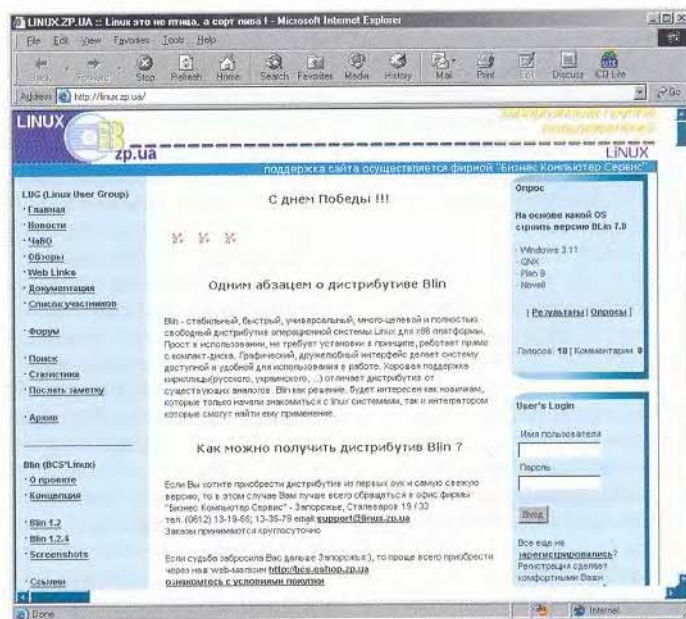 LINUX.ZP.UA :: Linux это не птица, а сорт пива ! - Microsoft Internet Explorer
File Edit View Favorites Tools Help
Back Forward Stop Refresh Home Search Favorites Media History Mail Print Edit Discuss ICQ Lite
Address http://linux.zp.ua/ Go
LINUX
zp.ua
LiNUX
поддержка сайта осуществляется фирмой "Бизнес Компьютер Сервис"
LUG (Linux User Group)
· Главная
· Новости
· ЧаВО
· Обзоры
· Web Links
· Документация
· Список участников
· Форум
· Поиск
· Статистика
· Послать заметку
· Архив
Blin (BCS*Linux)
· О проекте
· Концепция
· Blin 1.2
· Blin 1.2.4
· Screenshots
· Ссылки
С днем Победы !!!
Одним абзацем о дистрибутиве Blin
Blin - стабильный, быстрый, универсальный, много-целевой и полностью
свободный дистрибутив операционной системы Linux для x86 платформы.
Прост в использовании, не требует установки в принципе, работает прямо
с компакт-диска. Графический, дружелюбный интерфейс делает систему
доступной и удобной для использования в работе. Хорошая поддержка
кириллицы(русского, украинского, ...) отличает дистрибутив от
существующих аналогов. Blin как решение, будет интересен как новичкам,
которые только начали знакомиться с linux системами, так и интеграторам
которые смогут найти ему применение.
Как можно получить дистрибутив Blin ?
Если Вы хотите приобрести дистрибутив из первых рук и самую свежую
версию, то в этом случае Вам лучше всего обращаться в офис фирмы
"Бизнес Компьютер Сервис" - Запорожье, Сталеваров 19 / 33
тел. (0612) 13-19-55; 13-35-79 email: support@linux.zp.ua
Заказы принимаются круглосуточно
Если судьба забросила Вас дальше Запорожья:), то проще всего приобрести
через наш web-магазин http://bcs.eshop.zp.ua
ознакомтесь с условиями покупки
Опрос
На основе какой OS
строить версию BLin 7.0
· Windows 3.11
· QNX
· Plan 9
· Novell
[ Результаты | Опросы ]
Голосов: 10 | Комментарии: 0
User's Login
Имя пользователя
Пароль
Вход
Все еще не
зарегистрировались?
Регистрация сделает
комфортными Ваши
Done Internet